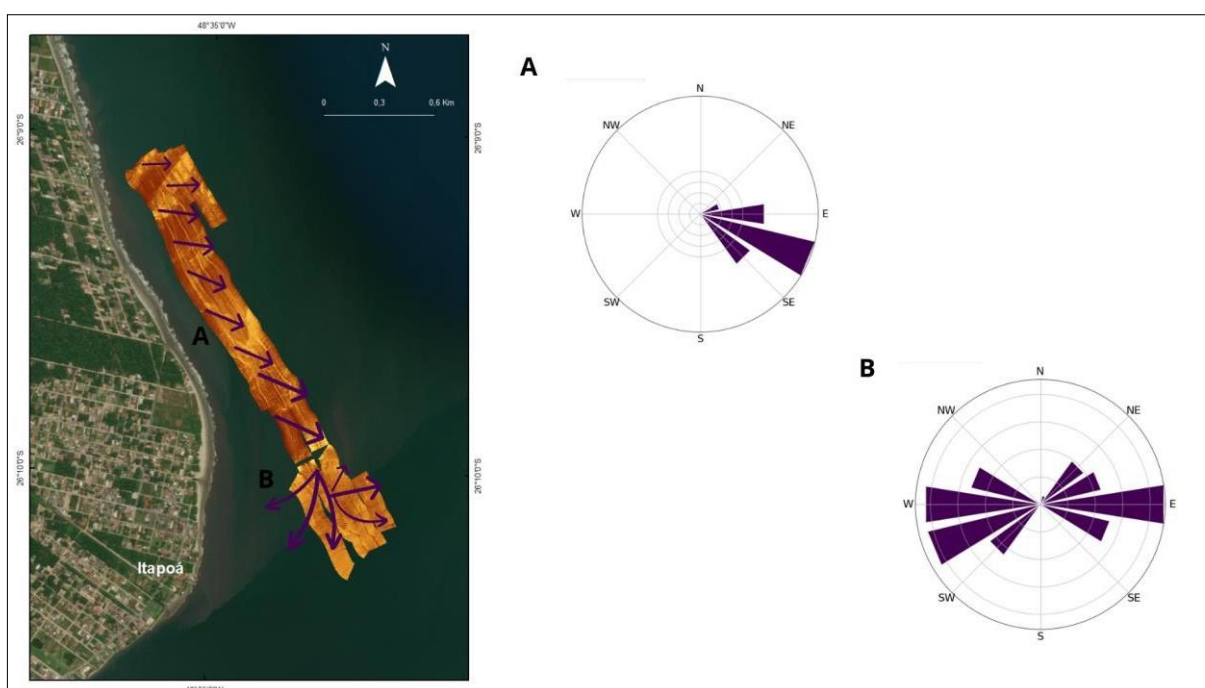 48°35'0"W
N
0 0,3 0,6 Km
26°9'0"S
26°9'0"S
A
B
26°10'0"S
26°10'0"S
Itapoá
A
N
NW
NE
W
E
SW
SE
S
B
N
NW
NE
W
E
SW
SE
S